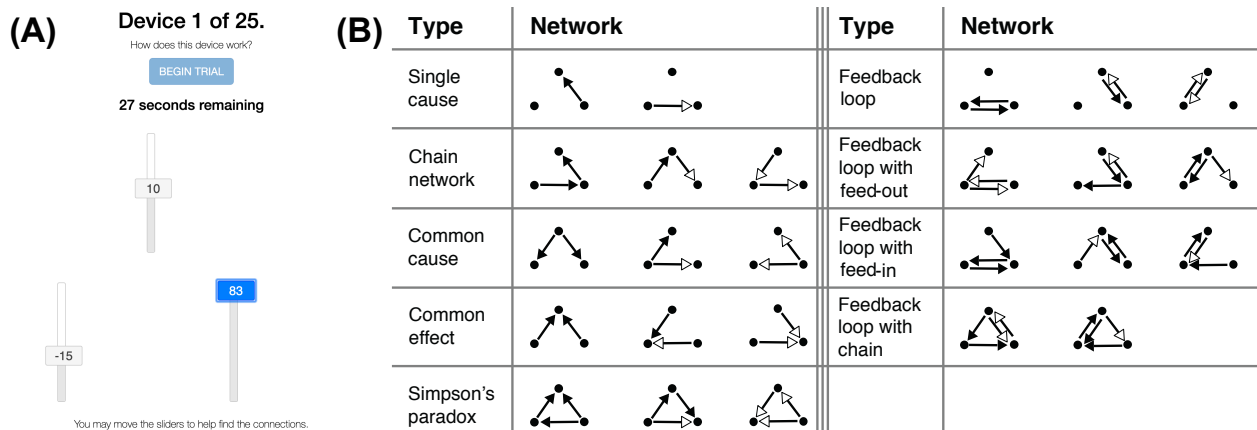 (A)
Device 1 of 25.
How does this device work?
BEGIN TRIAL
27 seconds remaining
10
83
-15
You may move the sliders to help find the connections.
(B)
Type Network Type Network
Single
cause
Feedback
loop
Chain
network
Feedback
loop with
feed-out
Common
cause
Feedback
loop with
feed-in
Common
effect
Feedback
loop with
chain
Simpson's
paradox